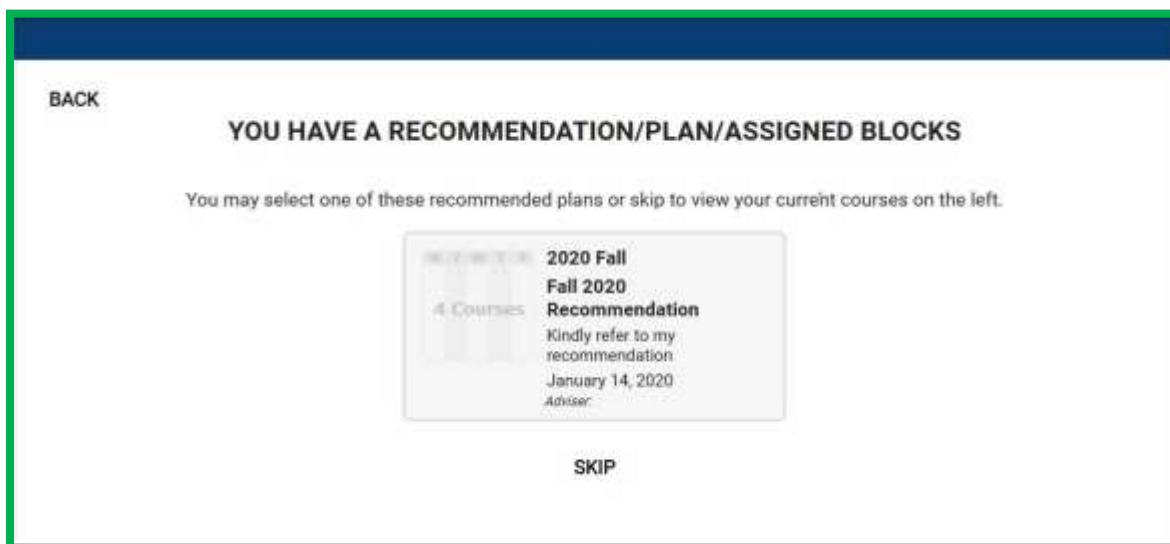 BACK
YOU HAVE A RECOMMENDATION/PLAN/ASSIGNED BLOCKS
You may select one of these recommended plans or skip to view your current courses on the left.
M T W T F
4 Courses
2020 Fall
Fall 2020
Recommendation
Kindly refer to my
recommendation
January 14, 2020
Adviser:
SKIP